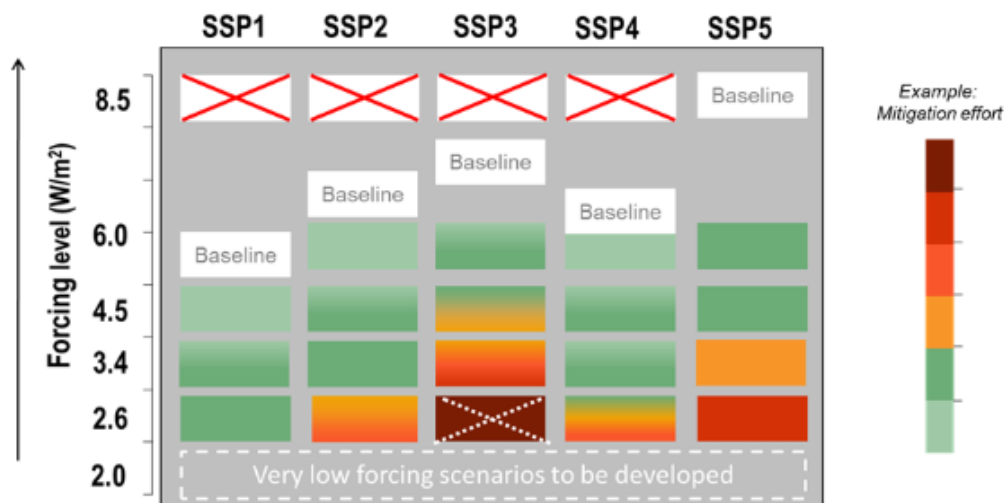 SSP1 SSP2 SSP3 SSP4 SSP5
8.5
Baseline
Example:
Mitigation effort
Baseline
Baseline
Baseline
Forcing level (W/m²)
6.0
Baseline
4.5
3.4
2.6
2.0
Very low forcing scenarios to be developed